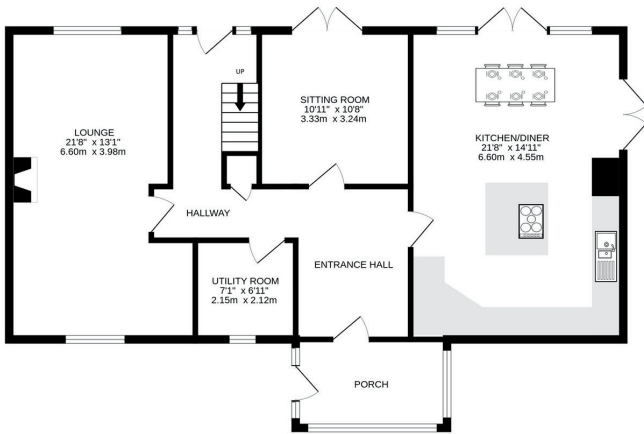 UP
SITTING ROOM
10'11" x 10'8"
3.33m x 3.24m
LOUNGE
21'8" x 13'1"
6.60m x 3.98m
KITCHEN/DINER
21'8" x 14'11"
6.60m x 4.55m
HALLWAY
ENTRANCE HALL
UTILITY ROOM
7'1" x 6'11"
2.15m x 2.12m
PORCH